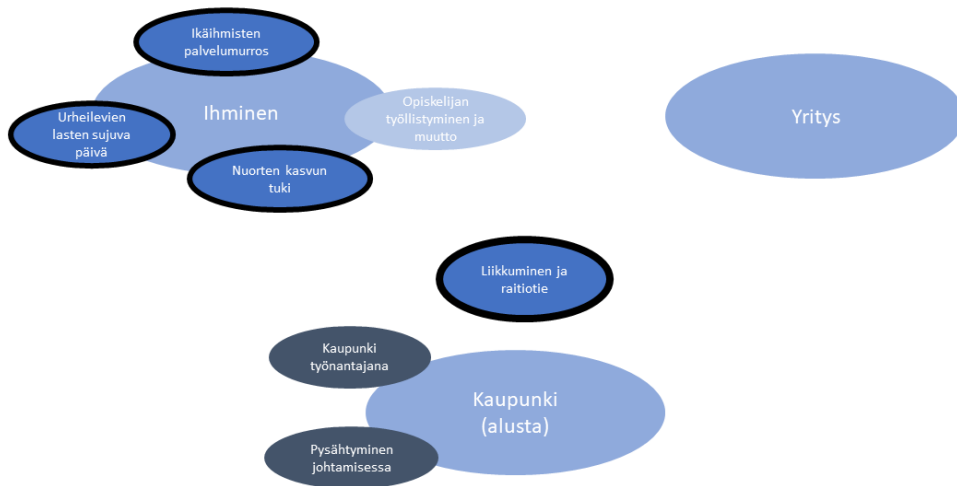 Ikäihmisten
palvelumurros
Ihminen
Opiskelijan
työllistyminen ja
muutto
Urheilevien
lasten sujuva
päivä
Nuorten kasvun
tuki
Yritys
Liikkuminen ja
raitiotie
Kaupunki
työnantajana
Kaupunki
(alusta)
Pysähtyminen
johtamisessa